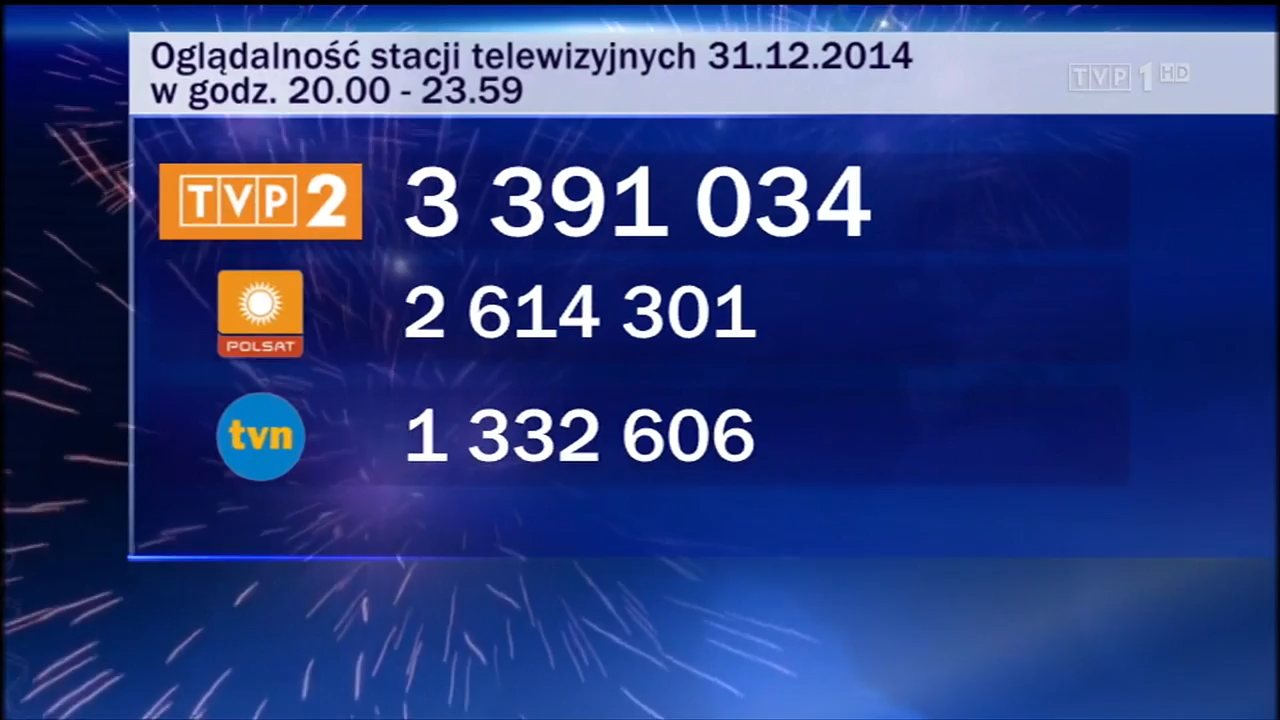 Oglądalność stacji telewizyjnych 31.12.2014
w godz. 20.00 - 23.59
TVP 1 HD
TVP 2 3 391 034
POLSAT 2 614 301
tvn 1 332 606